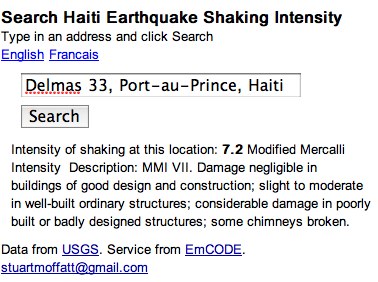 Search Haiti Earthquake Shaking Intensity
Type in an address and click Search
English Francais
Delmas 33, Port-au-Prince, Haiti
Search
Intensity of shaking at this location: 7.2 Modified Mercalli
Intensity Description: MMI VII. Damage negligible in
buildings of good design and construction; slight to moderate
in well-built ordinary structures; considerable damage in poorly
built or badly designed structures; some chimneys broken.
Data from USGS. Service from EmCODE.
stuartmoffatt@gmail.com